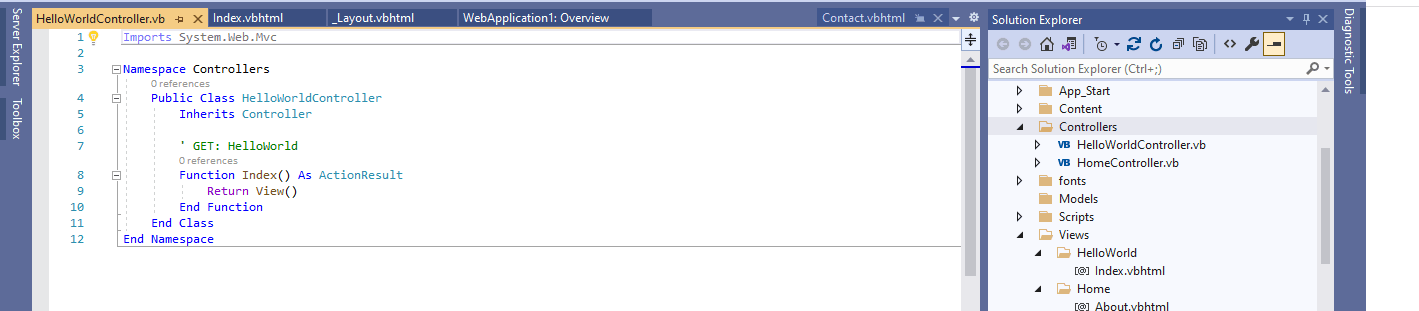 HelloWorldController.vb
Index.vbhtml
_Layout.vbhtml
WebApplication1: Overview
Contact.vbhtml
Server Explorer
Toolbox
1 Imports System.Web.Mvc
2
3 Namespace Controllers
0 references
4 Public Class HelloWorldController
5 Inherits Controller
6
7 ' GET: HelloWorld
0 references
8 Function Index() As ActionResult
9 Return View()
10 End Function
11 End Class
12 End Namespace
Solution Explorer
Search Solution Explorer (Ctrl+;)
App_Start
Content
Controllers
VB HelloWorldController.vb
VB HomeController.vb
fonts
Models
Scripts
Views
HelloWorld
[@] Index.vbhtml
Home
[@] About.vbhtml
Diagnostic Tools